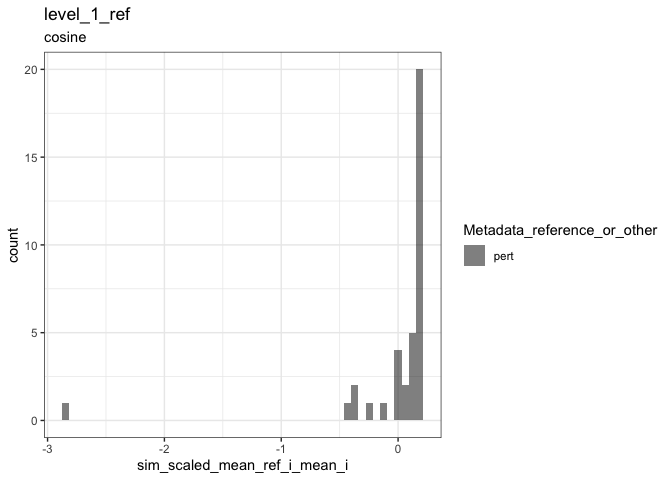 level_1_ref
cosine
20
15
10
5
0
count
-3
-2
-1
0
sim_scaled_mean_ref_i_mean_i
Metadata_reference_or_other
pert